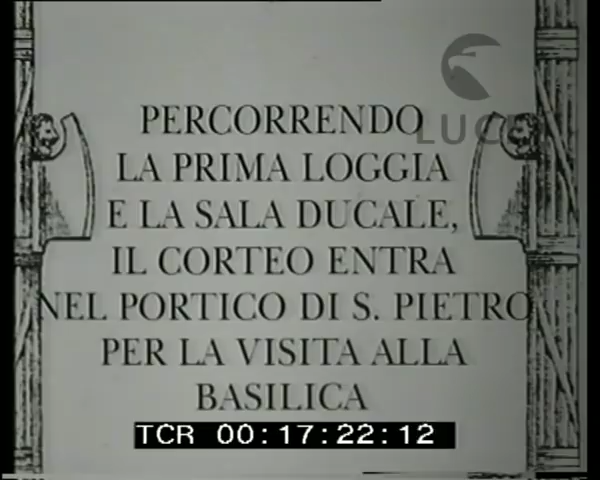 LUCE
PERCORRENDO
LA PRIMA LOGGIA
E LA SALA DUCALE,
IL CORTEO ENTRA
NEL PORTICO DI S. PIETRO
PER LA VISITA ALLA
BASILICA
TCR 00:17:22:12